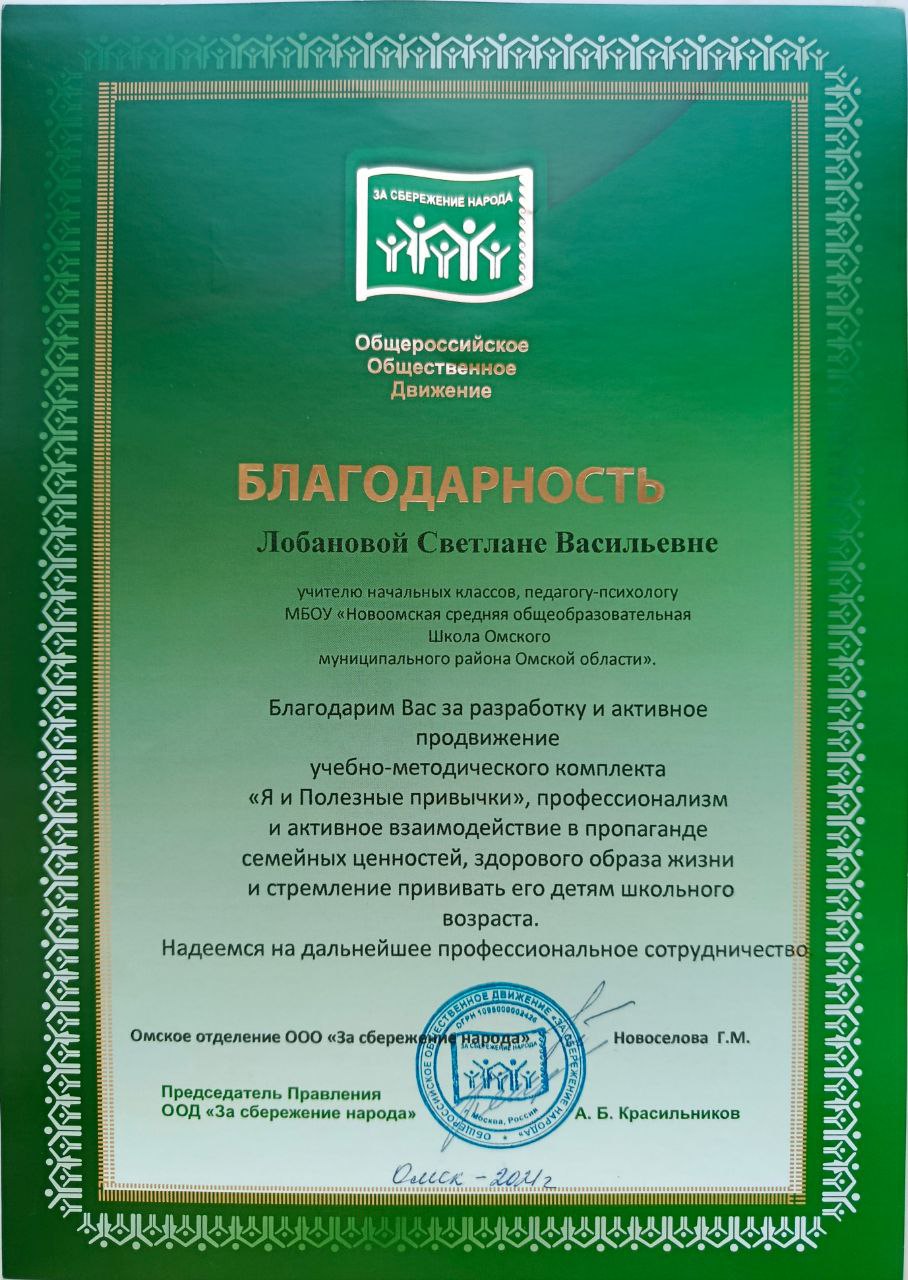 ЗА СБЕРЕЖЕНИЕ НАРОДА
Общероссийское
Общественное
Движение
БЛАГОДАРНОСТЬ
Лобановой Светлане Васильевне
учителю начальных классов, педагогу-психологу
МБОУ «Новоомская средняя общеобразовательная
Школа Омского
муниципального района Омской области».
Благодарим Вас за разработку и активное
продвижение
учебно-методического комплекта
«Я и Полезные привычки», профессионализм
и активное взаимодействие в пропаганде
семейных ценностей, здорового образа жизни
и стремление прививать его детям школьного
возраста.
Надеемся на дальнейшее профессиональное сотрудничество
Омское отделение ООО «За сбережение народа» Новоселова Г.М.
Председатель Правления
ООД «За сбережение народа» А. Б. Красильников
ОБЩЕРОССИЙСКОЕ ОБЩЕСТВЕННОЕ ДВИЖЕНИЕ «ЗА СБЕРЕЖЕНИЕ НАРОДА»
ОГРН
ЗА СБЕРЕЖЕНИЕ НАРОДА
Москва, Россия
Омск -